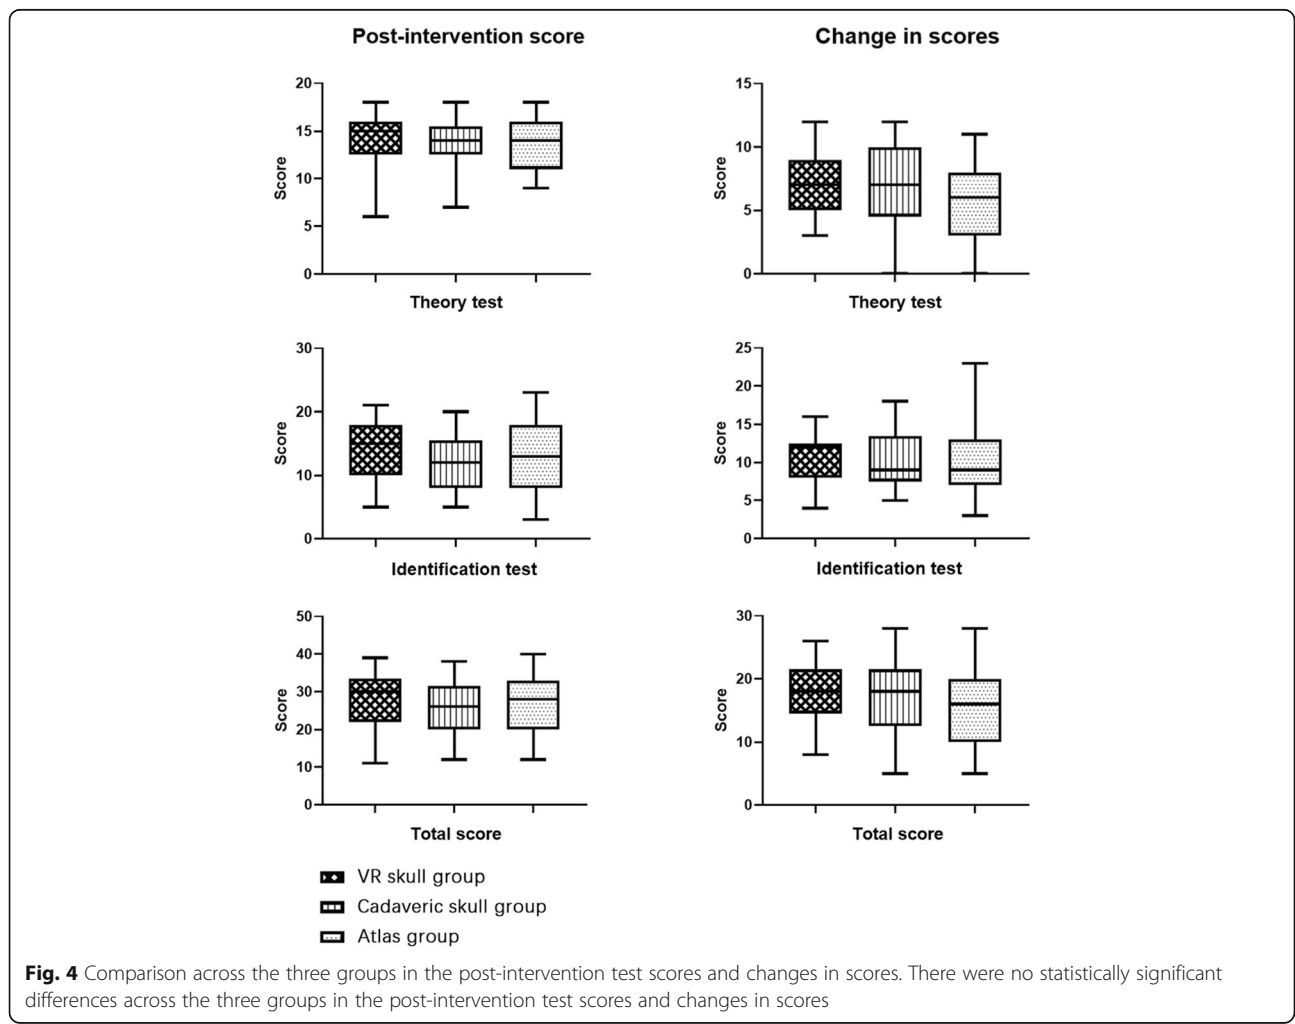 Post-intervention score
Change in scores
20
15
10
5
0
Score
Theory test
15
10
5
0
Score
Theory test
30
20
10
0
Score
Identification test
25
20
15
10
5
0
Score
Identification test
50
40
30
20
10
0
Score
Total score
30
20
10
0
Score
Total score
VR skull group
Cadaveric skull group
Atlas group
Fig. 4 Comparison across the three groups in the post-intervention test scores and changes in scores. There were no statistically significant
differences across the three groups in the post-intervention test scores and changes in scores